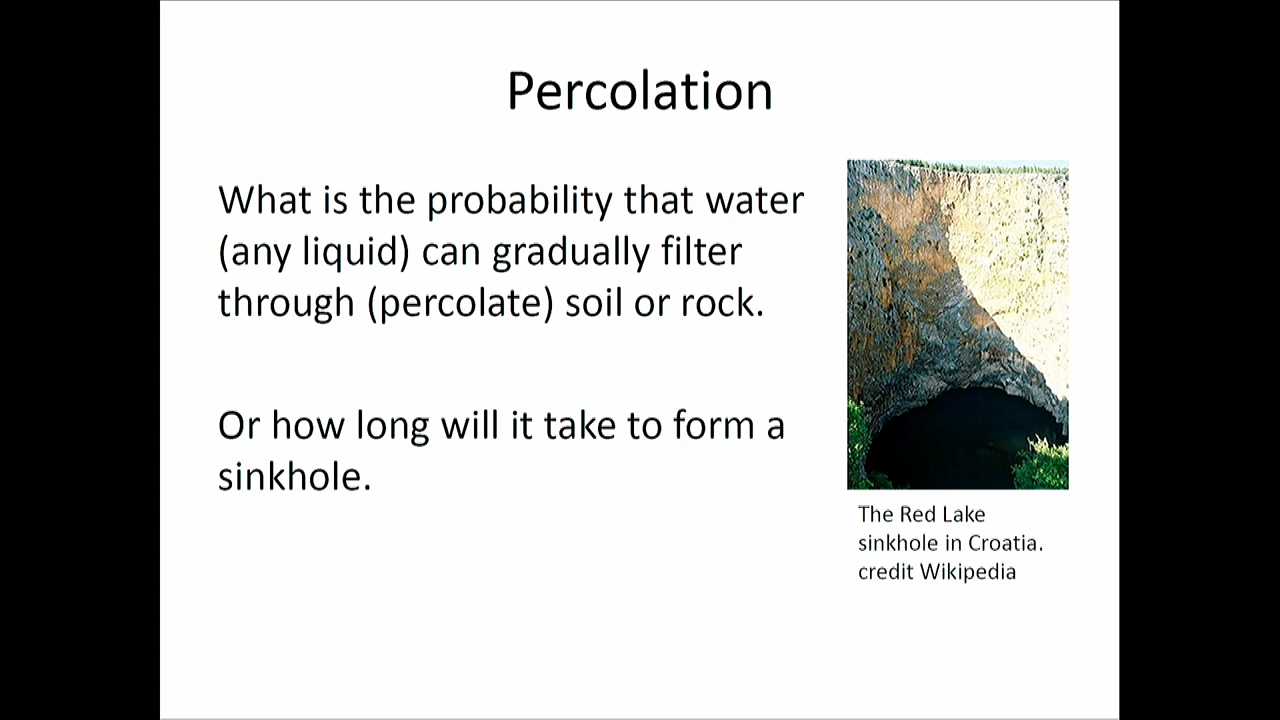 Percolation
What is the probability that water
(any liquid) can gradually filter
through (percolate) soil or rock.
Or how long will it take to form a
sinkhole.
The Red Lake
sinkhole in Croatia.
credit Wikipedia